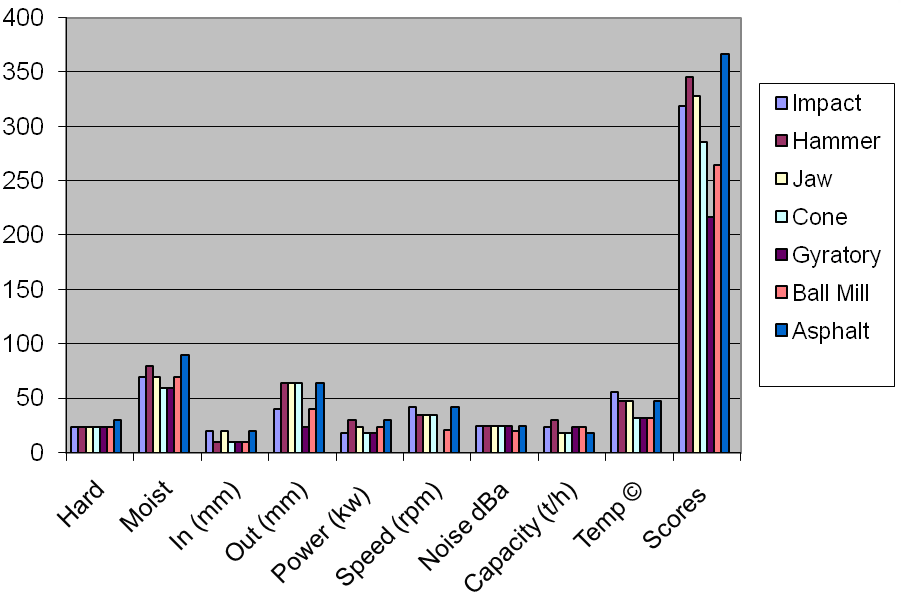 400
350
300
250
200
150
100
50
0
Hard
Moist
In (mm)
Out (mm)
Power (kw)
Speed (rpm)
Noise dBa
Capacity (t/h)
Temp ©
Scores
Impact
Hammer
Jaw
Cone
Gyratory
Ball Mill
Asphalt